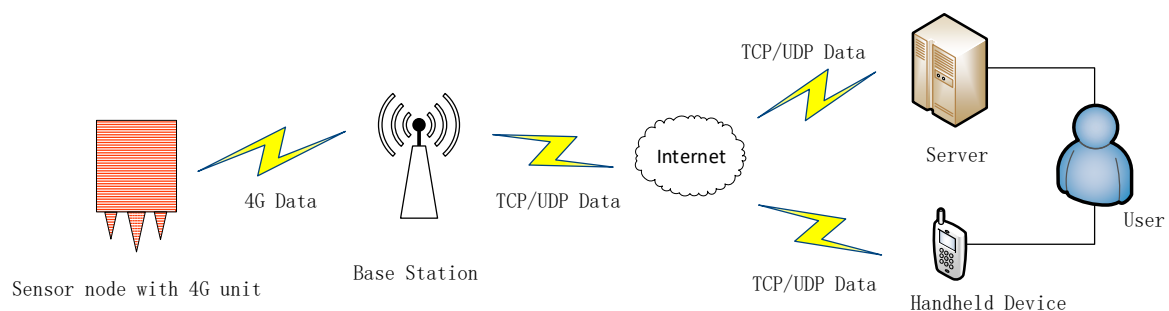 TCP/UDP Data
Internet
Server
4G Data
TCP/UDP Data
User
Base Station
Sensor node with 4G unit
TCP/UDP Data
Handheld Device